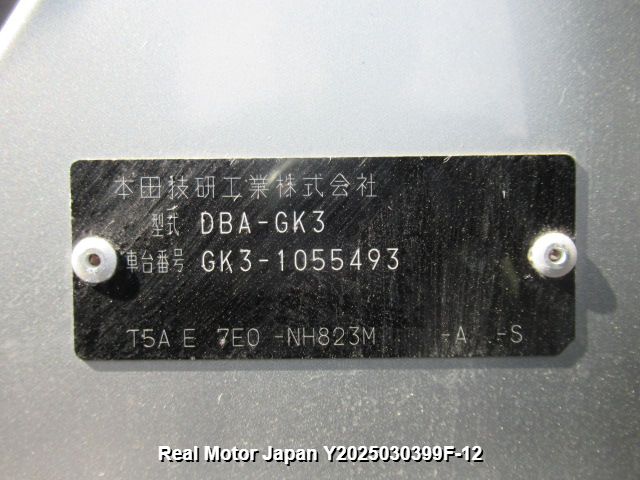 本田技研工業株式会社
型式 DBA-GK3
車台番号 GK3-1055493
T5A E 7E0 -NH823M -A -S
Real Motor Japan Y2025030399F-12